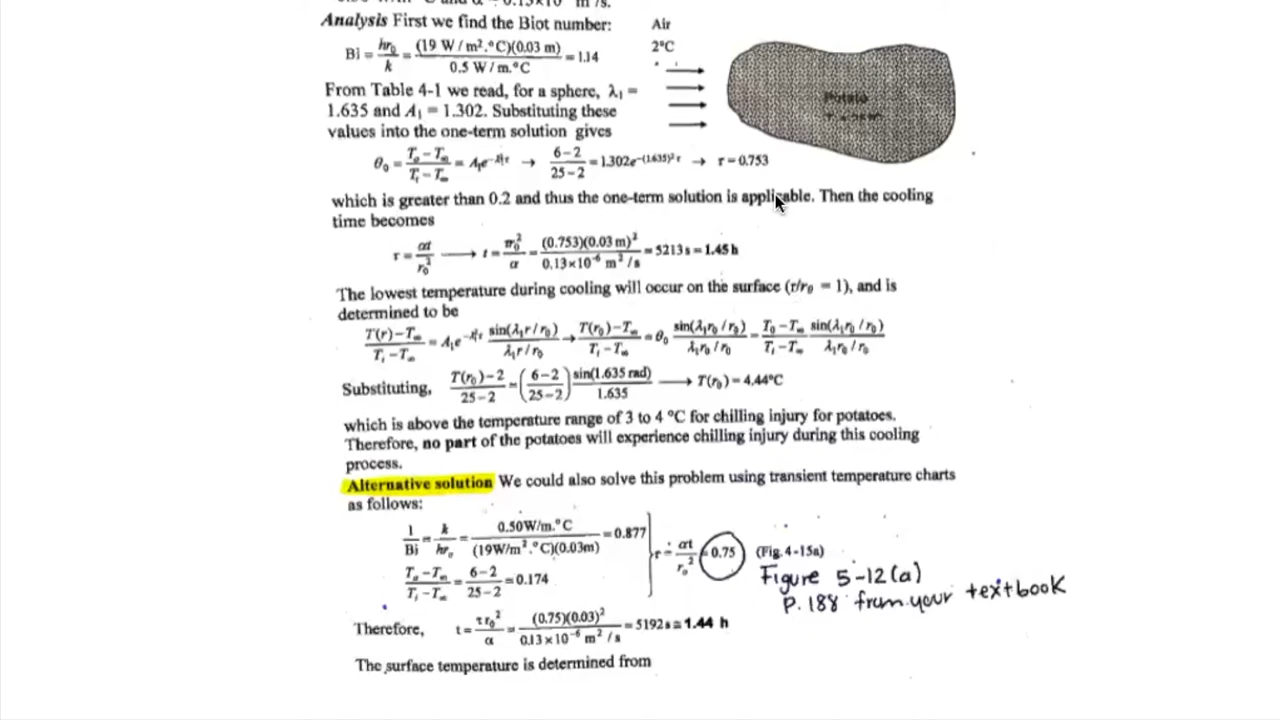 Analysis First we find the Biot number:
Air
2°C
Bi = hr₀/k = (19 W/m².°C)(0.03 m)/0.5 W/m.°C = 1.14
From Table 4-1 we read, for a sphere, λ₁ =
1.635 and A₁ = 1.302. Substituting these
values into the one-term solution gives
Potato
θ₀ = (T₀ − T∞)/(Tᵢ − T∞) = A₁e^(−λ₁²τ) → (6−2)/(25−2) = 1.302e^(−(1.635)²τ) → τ = 0.753
which is greater than 0.2 and thus the one-term solution is applicable. Then the cooling
time becomes
τ = αt/r₀² ⟶ t = τr₀²/α = (0.753)(0.03 m)²/0.13×10⁻⁶ m²/s = 5213 s = 1.45 h
The lowest temperature during cooling will occur on the surface (r/r₀ = 1), and is
determined to be
(T(r)−T∞)/(Tᵢ−T∞) = A₁e^(−λ₁²τ) sin(λ₁r/r₀)/(λ₁r/r₀) → (T(r₀)−T∞)/(Tᵢ−T∞) = θ₀ sin(λ₁r₀/r₀)/(λ₁r₀/r₀) = (T₀−T∞)/(Tᵢ−T∞) sin(λ₁r₀/r₀)/(λ₁r₀/r₀)
Substituting, (T(r₀)−2)/(25−2) = ((6−2)/(25−2)) sin(1.635 rad)/1.635 ⟶ T(r₀) = 4.44°C
which is above the temperature range of 3 to 4 °C for chilling injury for potatoes.
Therefore, no part of the potatoes will experience chilling injury during this cooling
process.
Alternative solution We could also solve this problem using transient temperature charts
as follows:
1/Bi = k/hr₀ = 0.50W/m.°C/(19W/m².°C)(0.03m) = 0.877
(T₀−T∞)/(Tᵢ−T∞) = (6−2)/(25−2) = 0.174
τ = αt/r₀² = 0.75 (Fig. 4-15a)
Figure 5-12(a)
P. 188 from your textbook
Therefore, t = τr₀²/α = (0.75)(0.03)²/0.13×10⁻⁶ m²/s = 5192s ≅ 1.44 h
The surface temperature is determined from